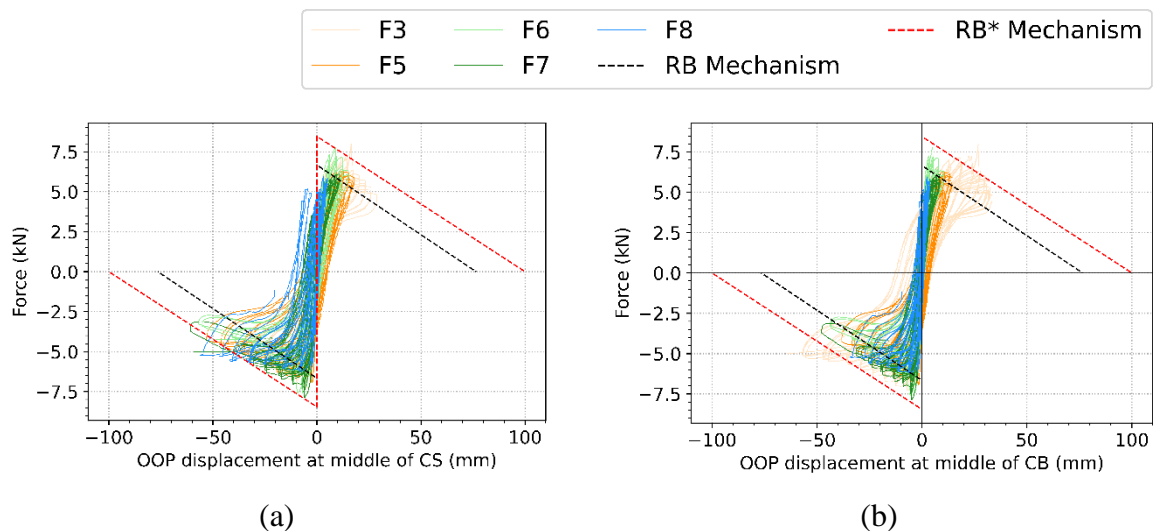 F3 F6 F8 RB* Mechanism
F5 F7 RB Mechanism
7.5
5.0
2.5
0.0
−2.5
−5.0
−7.5
Force (kN)
−100 −50 0 50 100
OOP displacement at middle of CS (mm)
(a)
7.5
5.0
2.5
0.0
−2.5
−5.0
−7.5
Force (kN)
−100 −50 0 50 100
OOP displacement at middle of CB (mm)
(b)